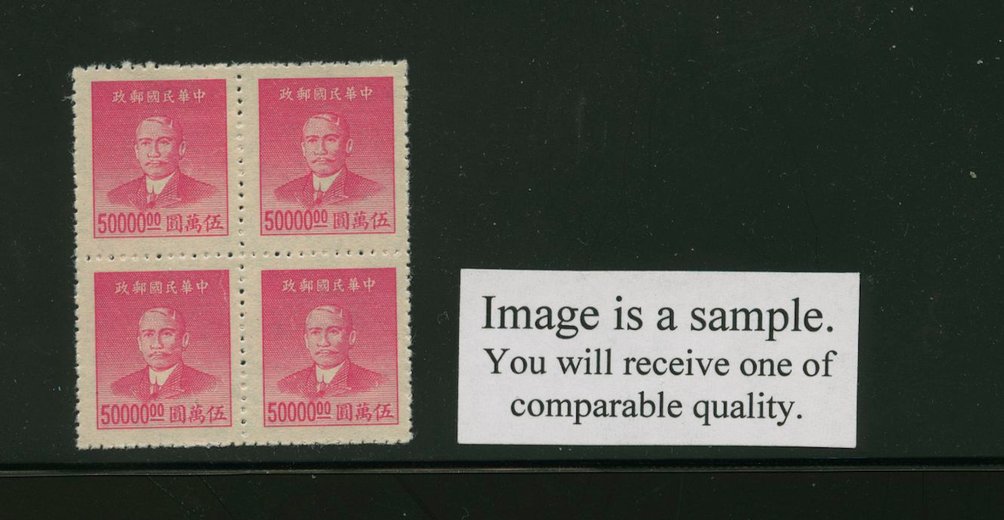 政郵國民華中
50000 00 圓萬伍
政郵國民華中
50000 00 圓萬伍
政郵國民華中
50000 00 圓萬伍
政郵國民華中
50000 00 圓萬伍
Image is a sample.
You will receive one of
comparable quality.